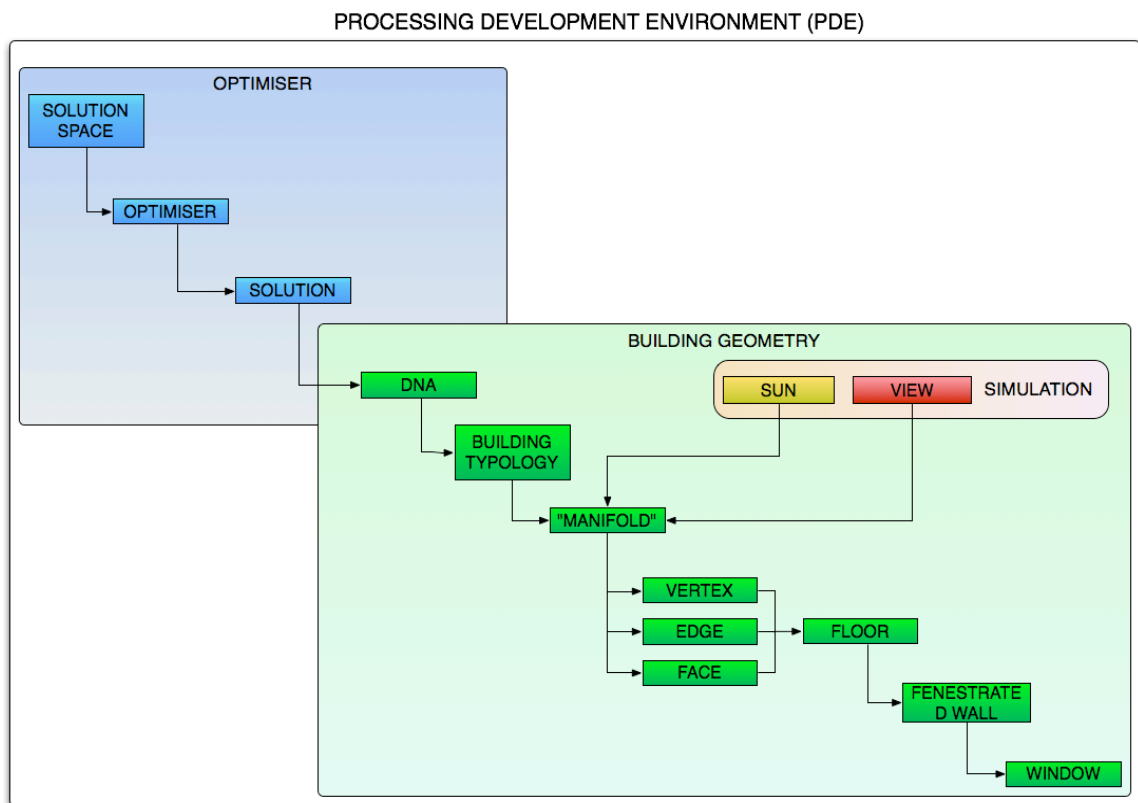 PROCESSING DEVELOPMENT ENVIRONMENT (PDE)
OPTIMISER
SOLUTION
SPACE
OPTIMISER
SOLUTION
BUILDING GEOMETRY
DNA
SUN
VIEW
SIMULATION
BUILDING
TYPOLOGY
"MANIFOLD"
VERTEX
EDGE
FLOOR
FACE
FENESTRATE
D WALL
WINDOW